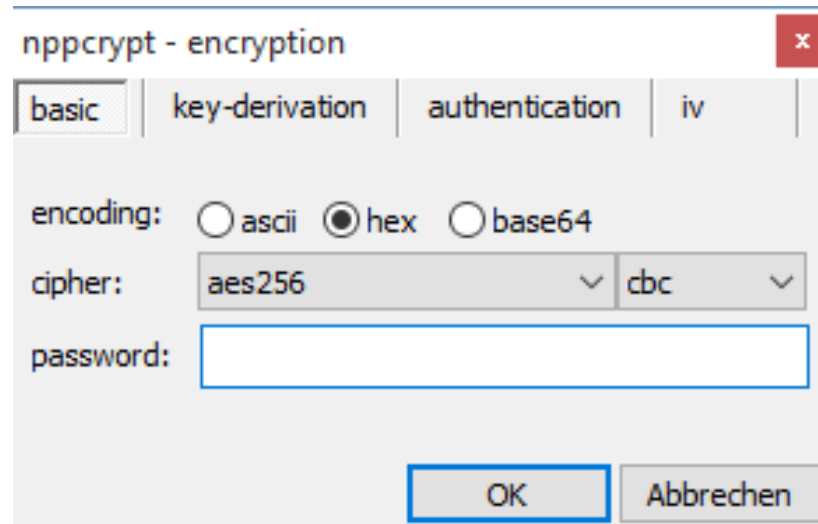 nppcrypt - encryption x
basic key-derivation authentication iv
encoding: ascii hex base64
cipher: aes256 cbc
password:
OK Abbrechen